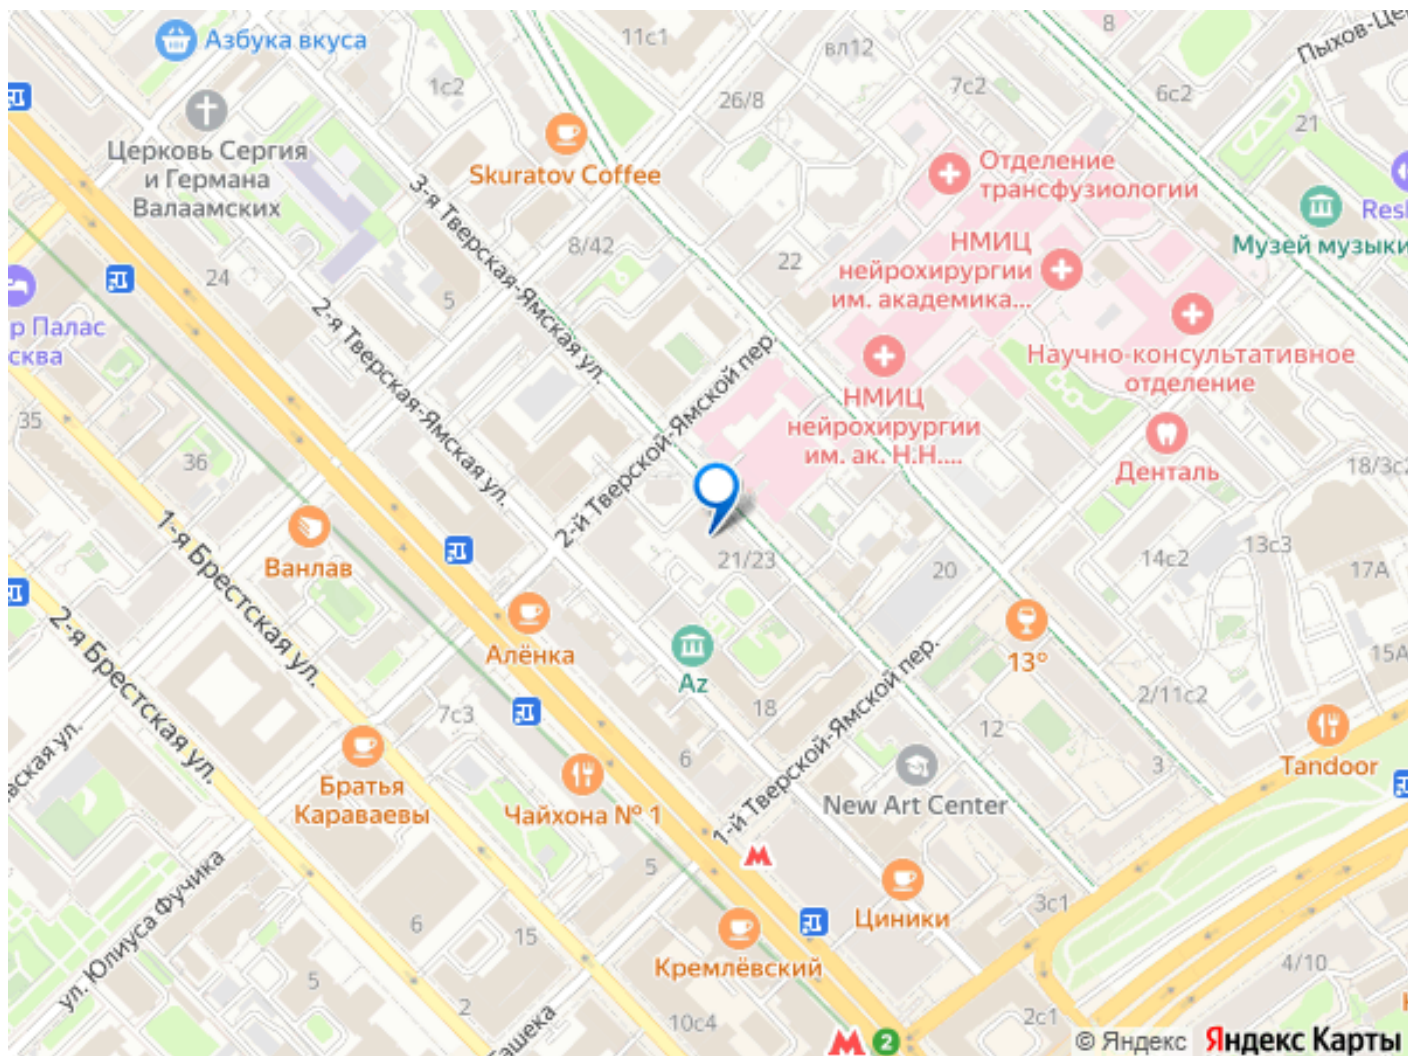 Азбука вкуса
11с1
8
Пыхов-Це
вл12
1с2
7с2
26/8
6с2
21
Церковь Сергия
и Германа
Валаамских
Skuratov Coffee
Отделение
трансфузиологии
3-я Тверская-Ямская ул.
Resl
Музей музыки
НМИЦ
нейрохирургии
им. академика...
8/42
22
24
5
р Палас
сква
2-я Тверская-Ямская ул.
2-й Тверской-Ямской пер.
Научно-консультативное
отделение
НМИЦ
нейрохирургии
им. ак. Н.Н....
35
36
Денталь
18/3с2
Ванлав
1-я Брестская ул.
21/23
20
14с2
13с3
17А
2-я Брестская ул.
Алёнка
Az
13°
15А
7с3
18
2/11с2
12
1-й Тверской-Ямской пер.
вская ул.
6
3
Tandoor
Братья
Караваевы
Чайхона № 1
New Art Center
5
ул. Юлиуса Фучика
6
15
3с1
Циники
Кремлёвский
5
4/10
2
10с4
2с1
ашека
2
© Яндекс Яндекс Карты